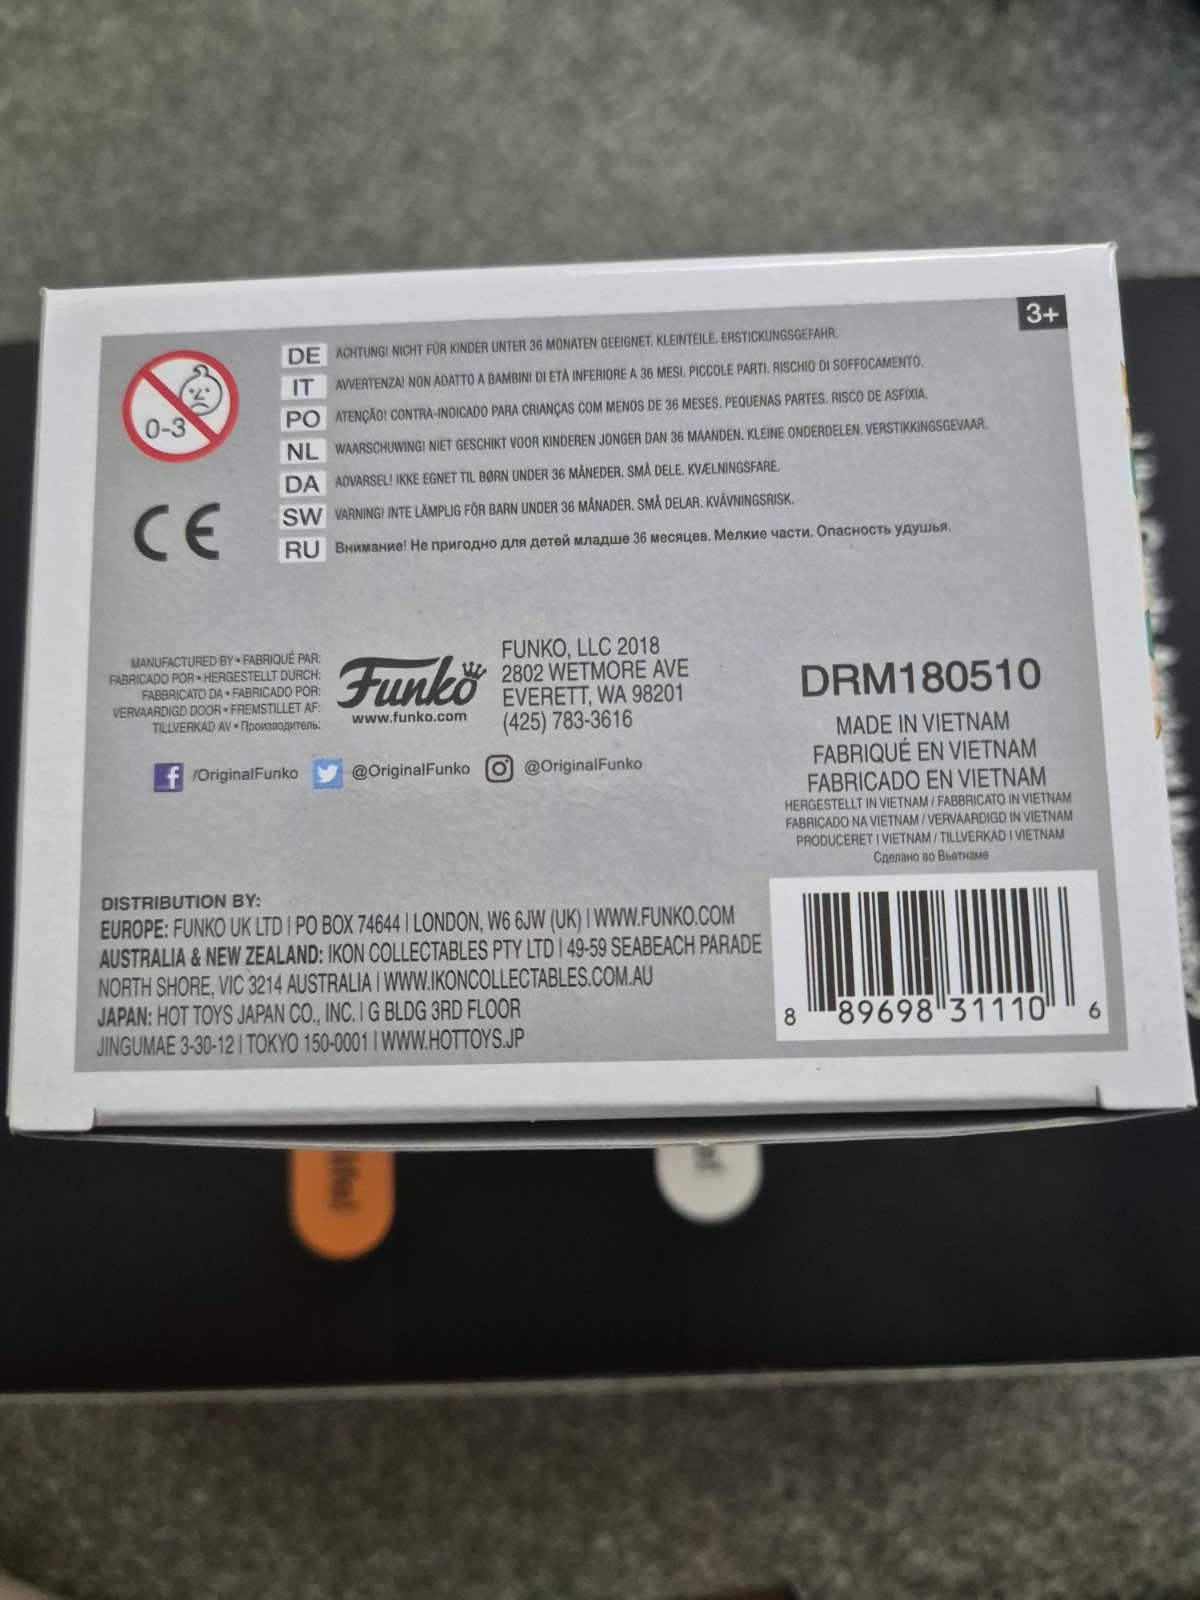 3+
0-3
DE ACHTUNG! NICHT FÜR KINDER UNTER 36 MONATEN GEEIGNET. KLEINTEILE. ERSTICKUNGSGEFAHR.
IT AVVERTENZA! NON ADATTO A BAMBINI DI ETÀ INFERIORE A 36 MESI. PICCOLE PARTI. RISCHIO DI SOFFOCAMENTO.
PO ATENÇÃO! CONTRA-INDICADO PARA CRIANÇAS COM MENOS DE 36 MESES. PEQUENAS PARTES. RISCO DE ASFIXIA.
NL WAARSCHUWING! NIET GESCHIKT VOOR KINDEREN JONGER DAN 36 MAANDEN. KLEINE ONDERDELEN. VERSTIKKINGSGEVAAR.
DA ADVARSEL! IKKE EGNET TIL BØRN UNDER 36 MÅNEDER. SMÅ DELE. KVÆLNINGSFARE.
SW VARNING! INTE LÄMPLIG FÖR BARN UNDER 36 MÅNADER. SMÅ DELAR. KVÄVNINGSRISK.
RU Внимание! Не пригодно для детей младше 36 месяцев. Мелкие части. Опасность удушья.
CE
MANUFACTURED BY • FABRIQUÉ PAR:
FABRICADO POR • HERGESTELLT DURCH:
FABBRICATO DA • FABRICADO POR:
VERVAARDIGD DOOR • FREMSTILLET AF:
TILLVERKAD AV • Производитель:
Funko
www.funko.com
FUNKO, LLC 2018
2802 WETMORE AVE
EVERETT, WA 98201
(425) 783-3616
/OriginalFunko @OriginalFunko @OriginalFunko
DRM180510
MADE IN VIETNAM
FABRIQUÉ EN VIETNAM
FABRICADO EN VIETNAM
HERGESTELLT IN VIETNAM / FABBRICATO IN VIETNAM
FABRICADO NA VIETNAM / VERVAARDIGD IN VIETNAM
PRODUCERET I VIETNAM / TILLVERKAD I VIETNAM
Сделано во Вьетнаме
DISTRIBUTION BY:
EUROPE: FUNKO UK LTD | PO BOX 74644 | LONDON, W6 6JW (UK) | WWW.FUNKO.COM
AUSTRALIA & NEW ZEALAND: IKON COLLECTABLES PTY LTD | 49-59 SEABEACH PARADE
NORTH SHORE, VIC 3214 AUSTRALIA | WWW.IKONCOLLECTABLES.COM.AU
JAPAN: HOT TOYS JAPAN CO., INC. | G BLDG 3RD FLOOR
JINGUMAE 3-30-12 | TOKYO 150-0001 | WWW.HOTTOYS.JP
8 89698 31110 6